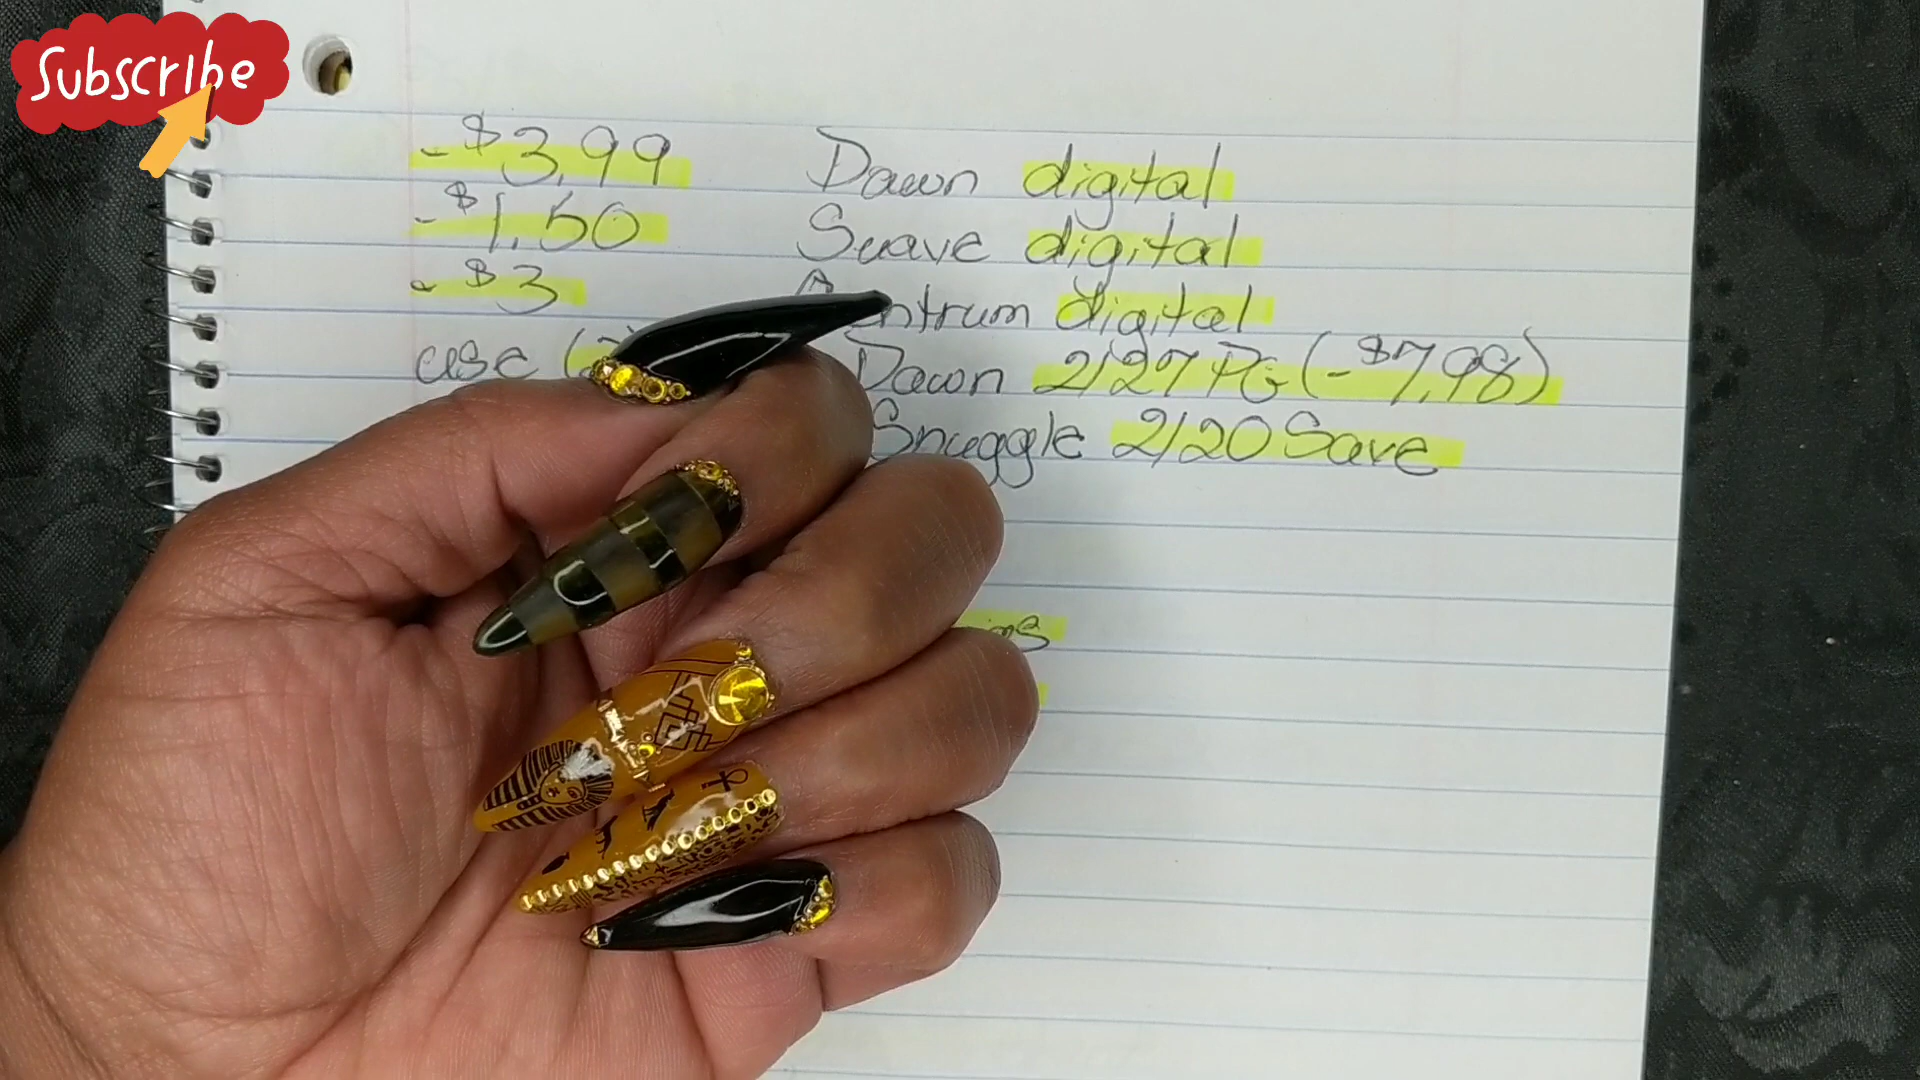 Subscribe
-$3.99 Dawn digital
-$1.50 Suave digital
-$3 digital
use Dawn 2/27 PG (-$7.98)
Snuggle 2/20 Save